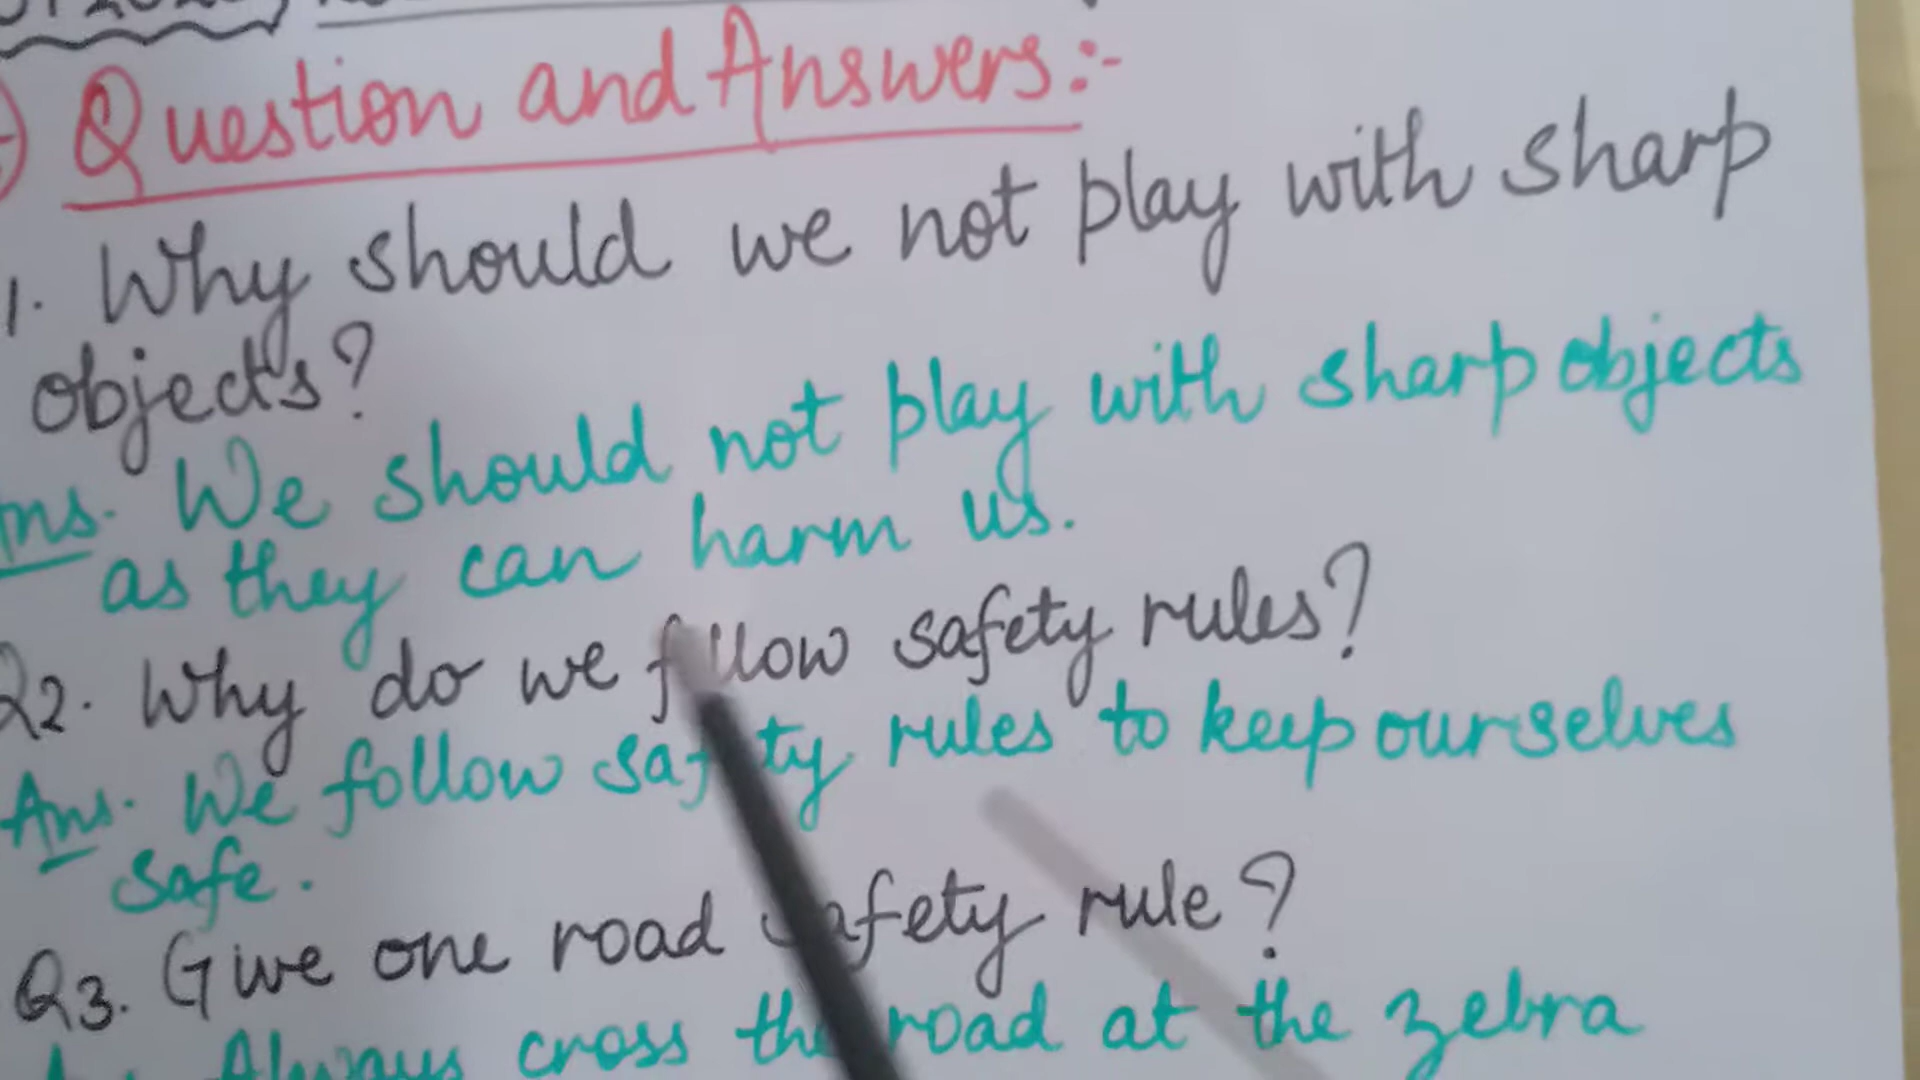 Question and Answers:-
1. Why should we not play with sharp
objects?
Ans. We should not play with sharp objects
as they can harm us.
Q2. Why do we follow safety rules?
Ans. We follow safety rules to keep ourselves
safe.
Q3. Give one road safety rule?
Always cross the road at the zebra